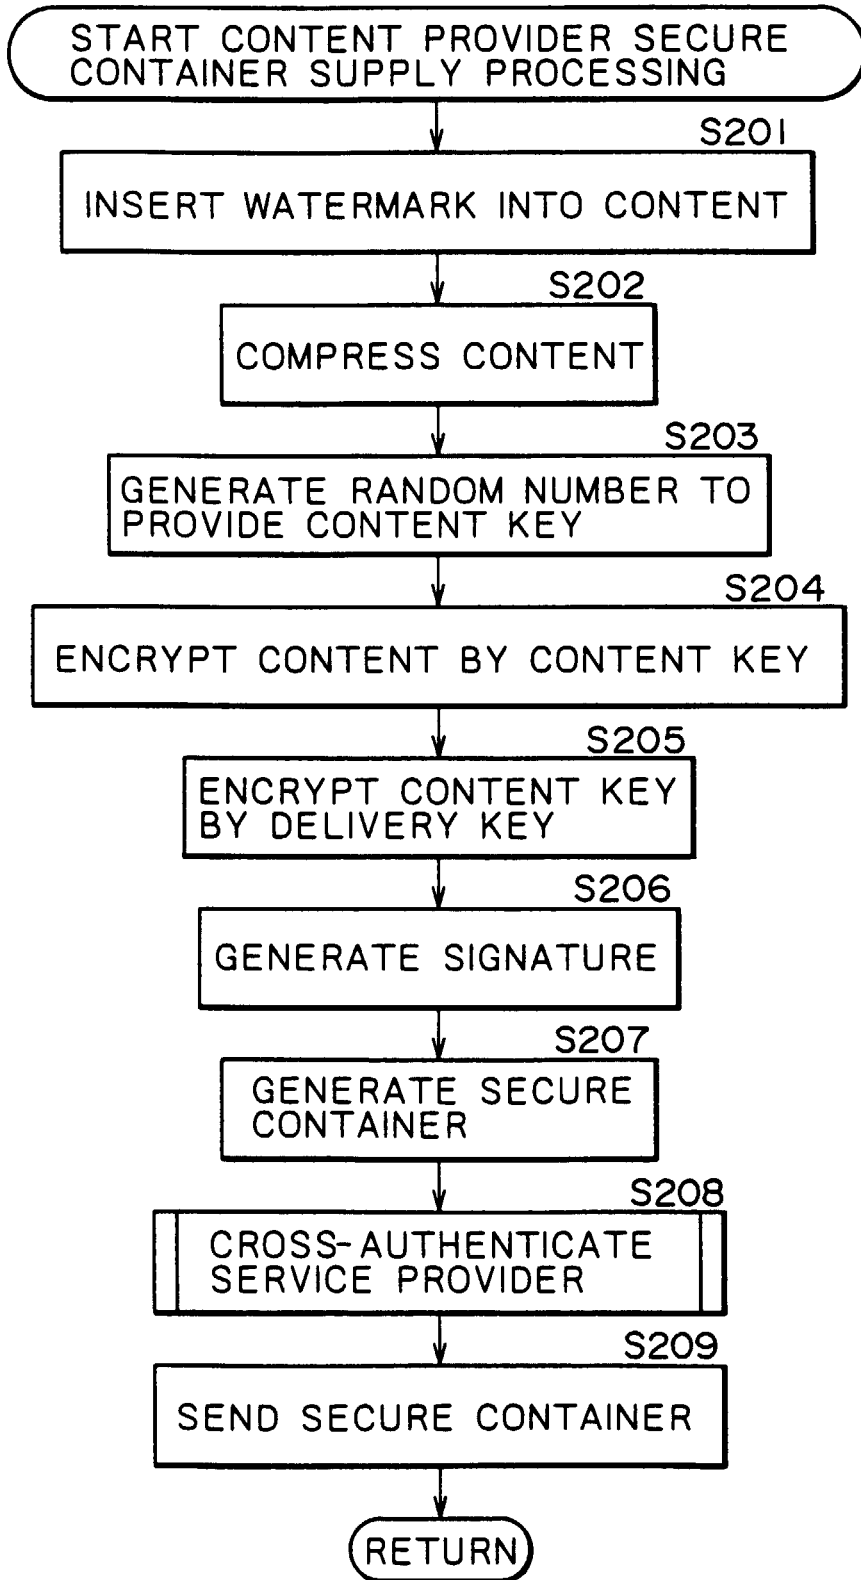 START CONTENT PROVIDER SECURE
CONTAINER SUPPLY PROCESSING
S201
INSERT WATERMARK INTO CONTENT
S202
COMPRESS CONTENT
S203
GENERATE RANDOM NUMBER TO
PROVIDE CONTENT KEY
S204
ENCRYPT CONTENT BY CONTENT KEY
S205
ENCRYPT CONTENT KEY
BY DELIVERY KEY
S206
GENERATE SIGNATURE
S207
GENERATE SECURE
CONTAINER
S208
CROSS-AUTHENTICATE
SERVICE PROVIDER
S209
SEND SECURE CONTAINER
RETURN